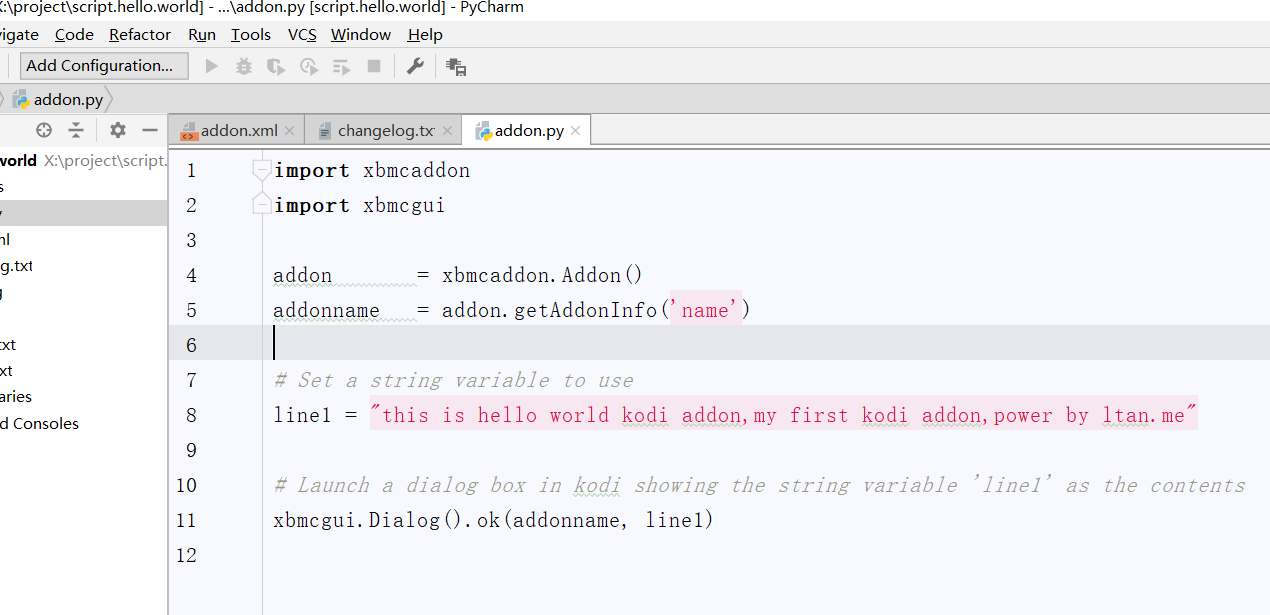 X:\project\script.hello.world] - ...\addon.py [script.hello.world] - PyCharm
vigate Code Refactor Run Tools VCS Window Help
Add Configuration...
addon.py
addon.xml changelog.txt addon.py
world X:\project\script.
s
y
ml
g.txt
g
txt
xt
aries
d Consoles
1 import xbmcaddon
2 import xbmcgui
3
4 addon       = xbmcaddon.Addon()
5 addonname   = addon.getAddonInfo('name')
6
7 # Set a string variable to use
8 line1 = "this is hello world kodi addon,my first kodi addon,power by ltan.me"
9
10 # Launch a dialog box in kodi showing the string variable 'line1' as the contents
11 xbmcgui.Dialog().ok(addonname, line1)
12